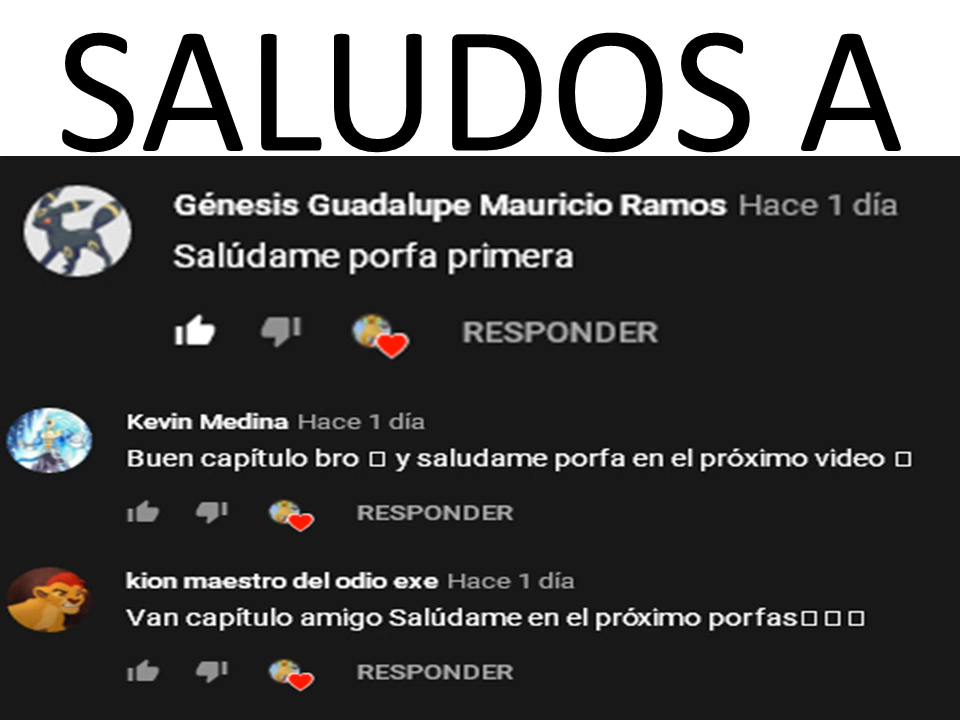 SALUDOS A
Génesis Guadalupe Mauricio Ramos Hace 1 día
Salúdame porfa primera
RESPONDER
Kevin Medina Hace 1 día
Buen capítulo bro □ y saludame porfa en el próximo video □
RESPONDER
kion maestro del odio exe Hace 1 día
Van capítulo amigo Salúdame en el próximo porfas□□□
RESPONDER